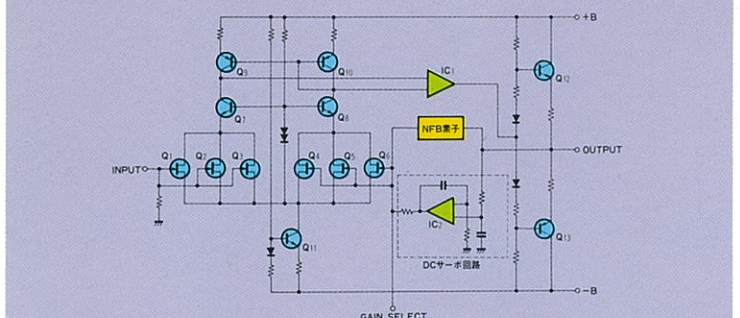 +B
Q9
Q10
IC1
Q12
Q7
Q8
NFB素子
Q1
Q2
Q3
Q4
Q5
Q6
INPUT
OUTPUT
IC2
Q11
Q13
DCサーボ回路
-B
GAIN SELECT